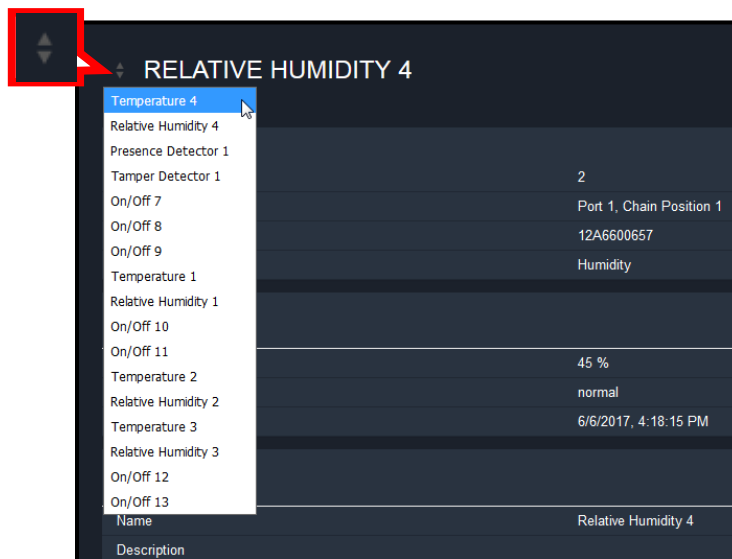 RELATIVE HUMIDITY 4
Temperature 4
Relative Humidity 4
Presence Detector 1
Tamper Detector 1
On/Off 7
On/Off 8
On/Off 9
Temperature 1
Relative Humidity 1
On/Off 10
On/Off 11
Temperature 2
Relative Humidity 2
Temperature 3
Relative Humidity 3
On/Off 12
On/Off 13
2
Port 1, Chain Position 1
12A6600657
Humidity
45 %
normal
6/6/2017, 4:18:15 PM
Name Relative Humidity 4
Description